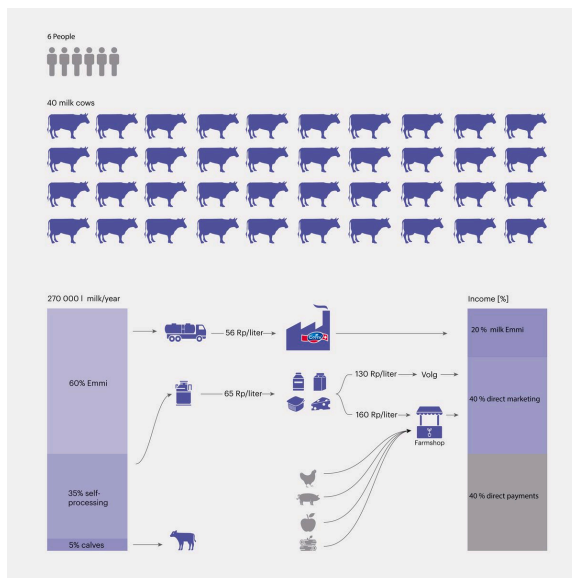 6 People
40 milk cows
270 000 l milk/year
Income [%]
56 Rp/liter
20 % milk Emmi
60% Emmi
130 Rp/liter
Volg
65 Rp/liter
40 % direct marketing
160 Rp/liter
Farmshop
35% self-
processing
40 % direct payments
5% calves